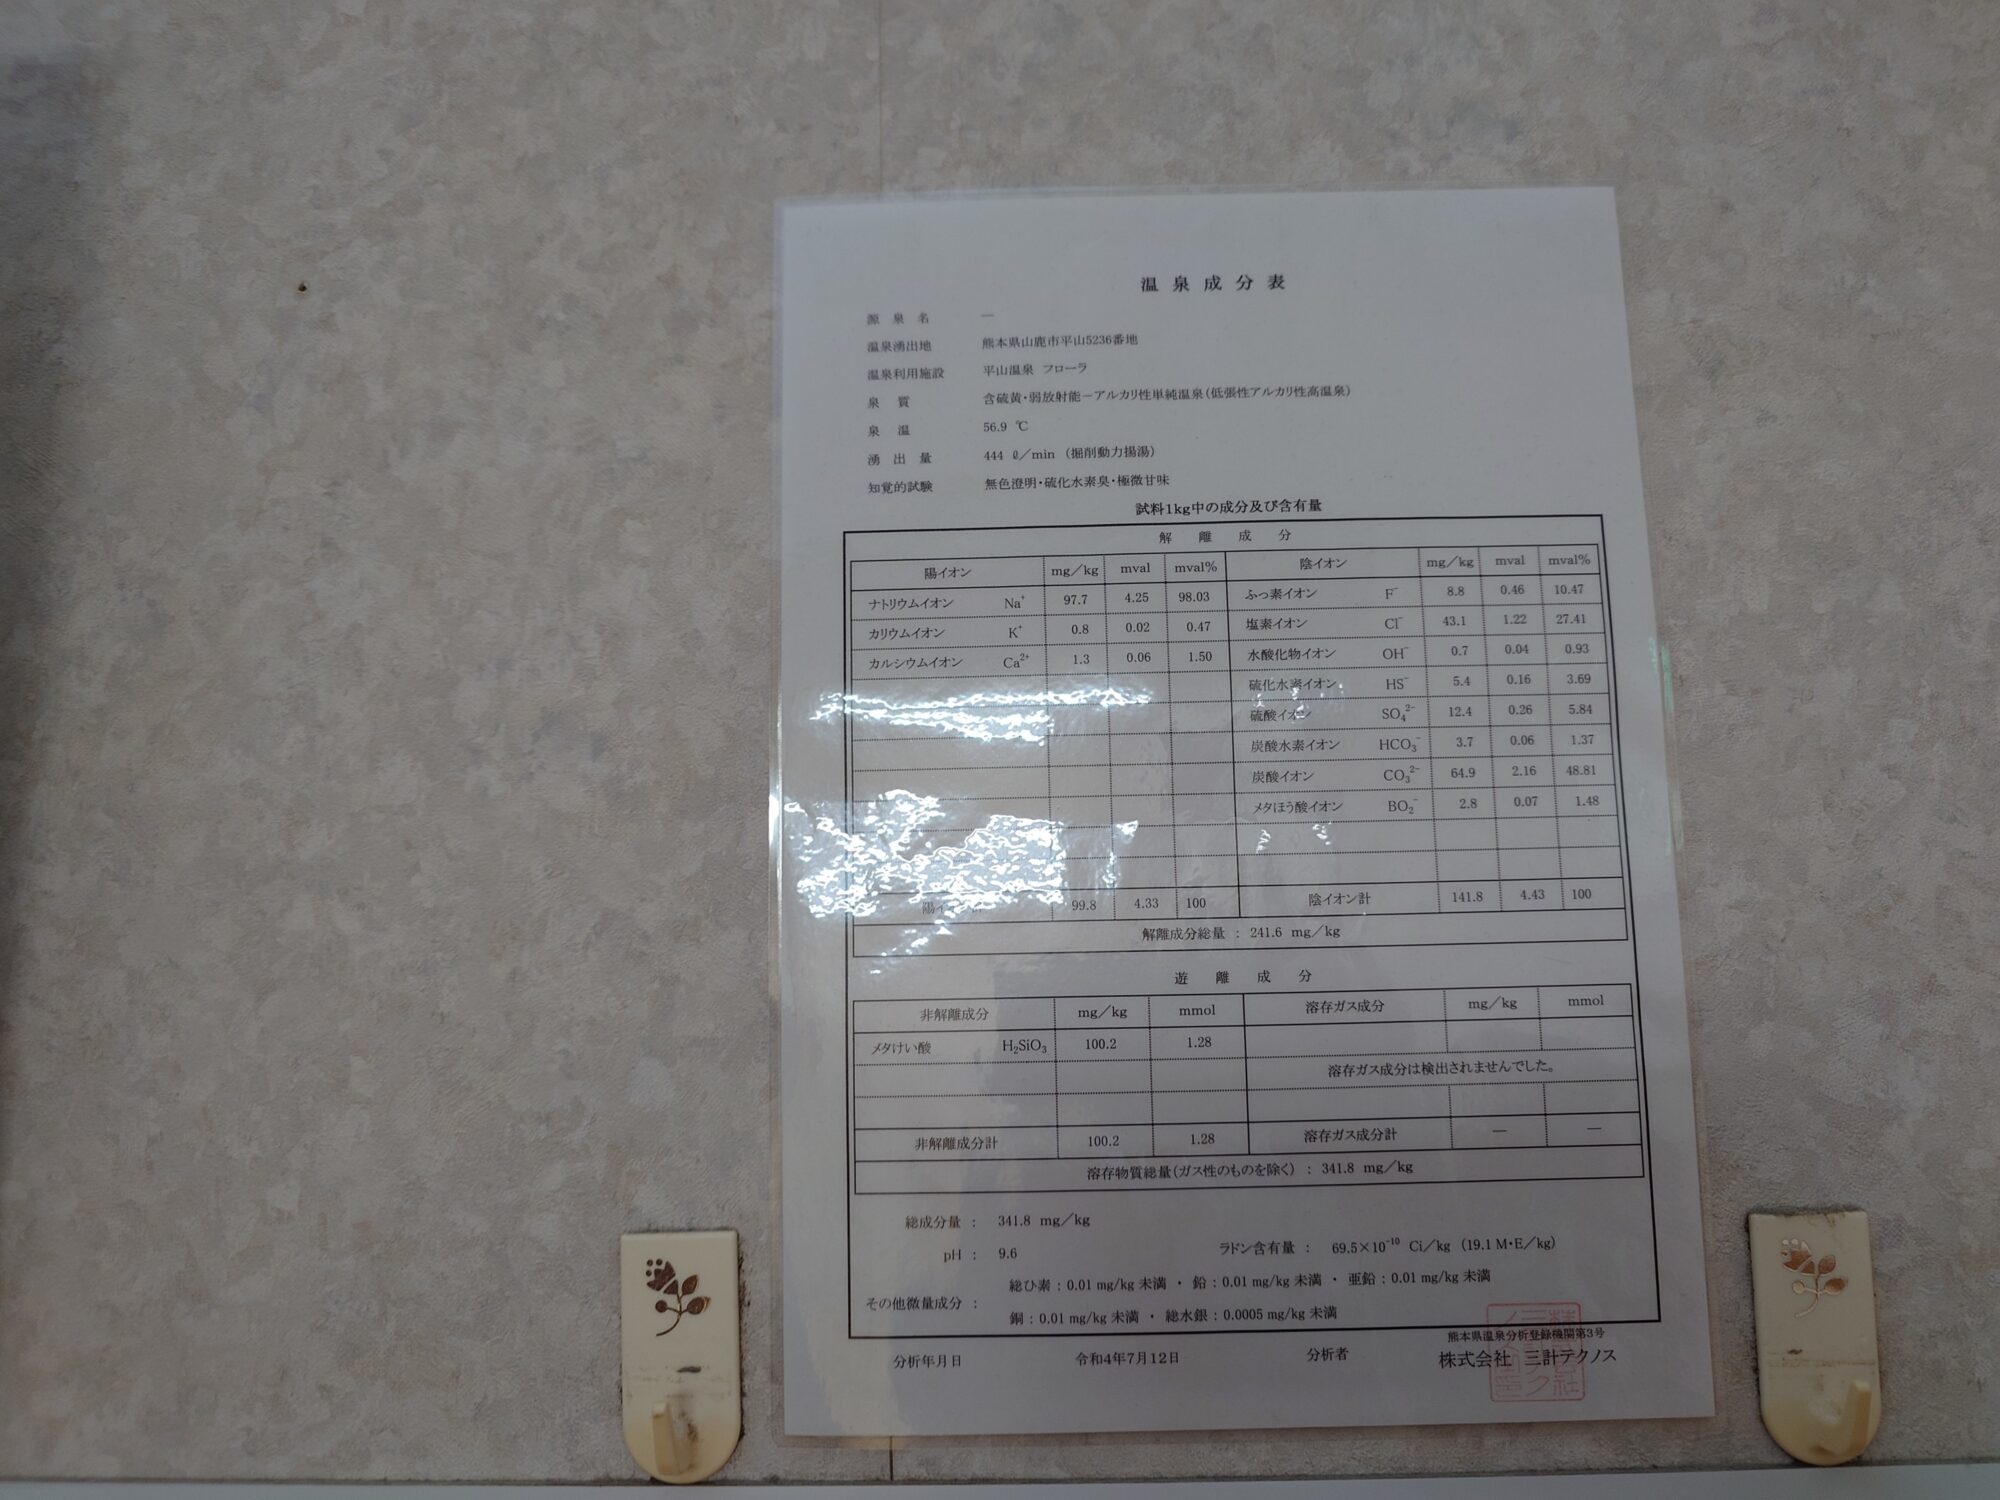 温泉成分表
源泉名 ―
温泉湧出地 熊本県山鹿市平山5236番地
温泉利用施設 平山温泉 フローラ
泉質 含硫黄・弱放射能－アルカリ性単純温泉(低張性アルカリ性高温泉)
泉温 56.9 ℃
湧出量 444 ℓ／min (掘削動力揚湯)
知覚的試験 無色澄明・硫化水素臭・極微甘味
試料1kg中の成分及び含有量
解離成分
陽イオン mg／kg mval mval% 陰イオン mg／kg mval mval%
ナトリウムイオン Na⁺ 97.7 4.25 98.03 ふっ素イオン F⁻ 8.8 0.46 10.47
カリウムイオン K⁺ 0.8 0.02 0.47 塩素イオン Cl⁻ 43.1 1.22 27.41
カルシウムイオン Ca²⁺ 1.3 0.06 1.50 水酸化物イオン OH⁻ 0.7 0.04 0.93
硫化水素イオン HS⁻ 5.4 0.16 3.69
硫酸イオン SO₄²⁻ 12.4 0.26 5.84
炭酸水素イオン HCO₃⁻ 3.7 0.06 1.37
炭酸イオン CO₃²⁻ 64.9 2.16 48.81
メタほう酸イオン BO₂⁻ 2.8 0.07 1.48
陽イオン計 99.8 4.33 100 陰イオン計 141.8 4.43 100
解離成分総量 : 241.6 mg／kg
遊離成分
非解離成分 mg／kg mmol 溶存ガス成分 mg／kg mmol
メタけい酸 H₂SiO₃ 100.2 1.28
溶存ガス成分は検出されませんでした。
非解離成分計 100.2 1.28 溶存ガス成分計 ― ―
溶存物質総量(ガス性のものを除く) : 341.8 mg／kg
総成分量 : 341.8 mg／kg
pH : 9.6 ラドン含有量 : 69.5×10⁻¹⁰ Ci／kg (19.1 M・E／kg)
その他微量成分 : 総ひ素 : 0.01 mg/kg 未満 ・ 鉛 : 0.01 mg/kg 未満 ・ 亜鉛 : 0.01 mg/kg 未満
銅 : 0.01 mg/kg 未満 ・ 総水銀 : 0.0005 mg/kg 未満
熊本県温泉分析登録機関第3号
分析年月日 令和4年7月12日 分析者 株式会社 三計テクノス